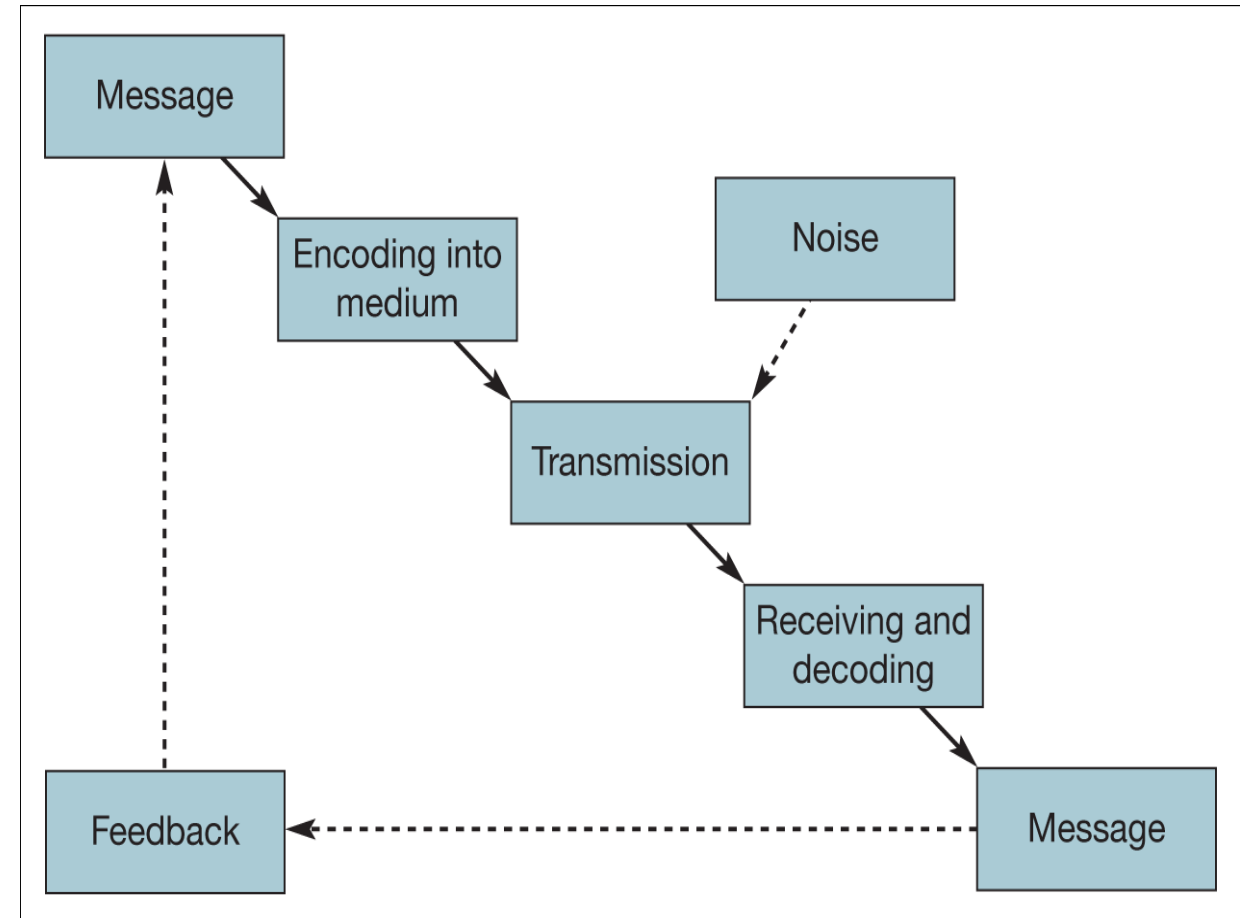 Message
Encoding into
medium
Noise
Transmission
Receiving and
decoding
Message
Feedback